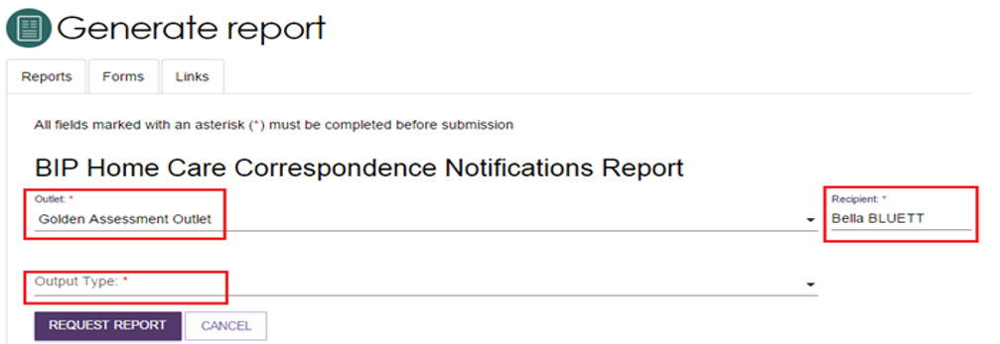 Generate report
Reports Forms Links
All fields marked with an asterisk (*) must be completed before submission
BIP Home Care Correspondence Notifications Report
Outlet: * Recipient: *
Golden Assessment Outlet Bella BLUETT
Output Type: *
REQUEST REPORT CANCEL